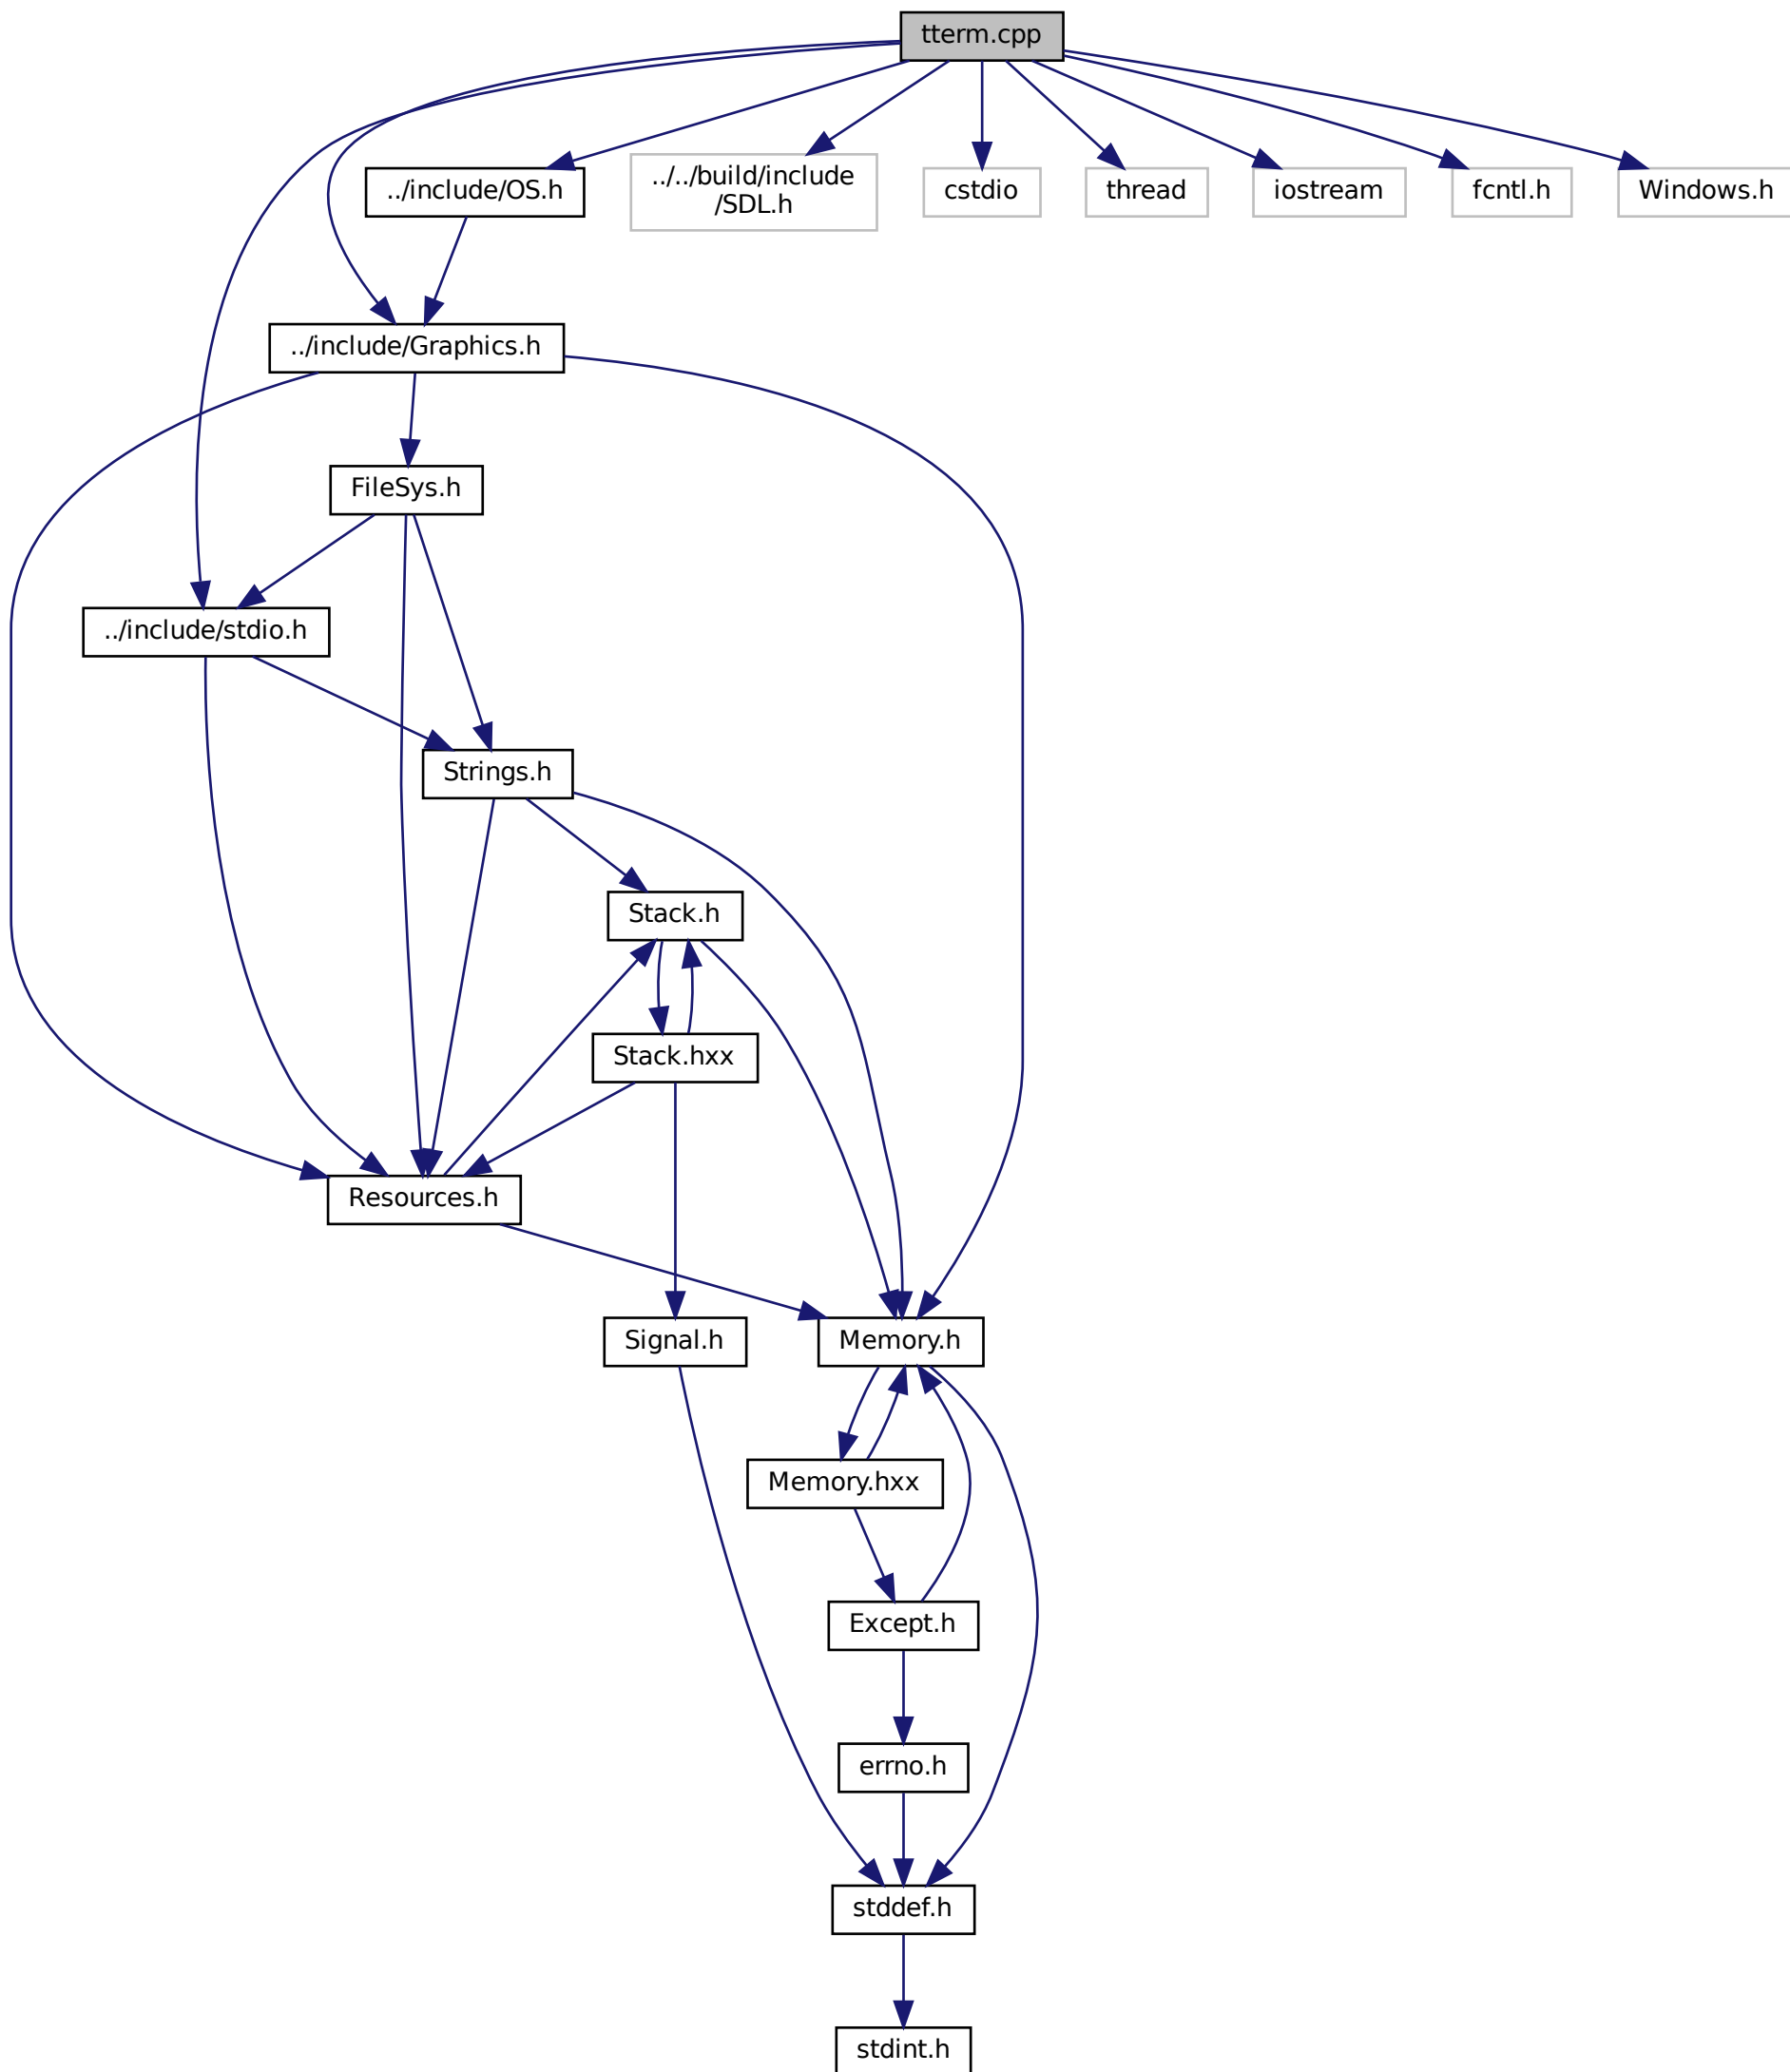 tterm.cpp
../include/OS.h
../../build/include
/SDL.h
cstdio
thread
iostream
fcntl.h
Windows.h
../include/Graphics.h
FileSys.h
../include/stdio.h
Strings.h
Stack.h
Stack.hxx
Resources.h
Signal.h
Memory.h
Memory.hxx
Except.h
errno.h
stddef.h
stdint.h